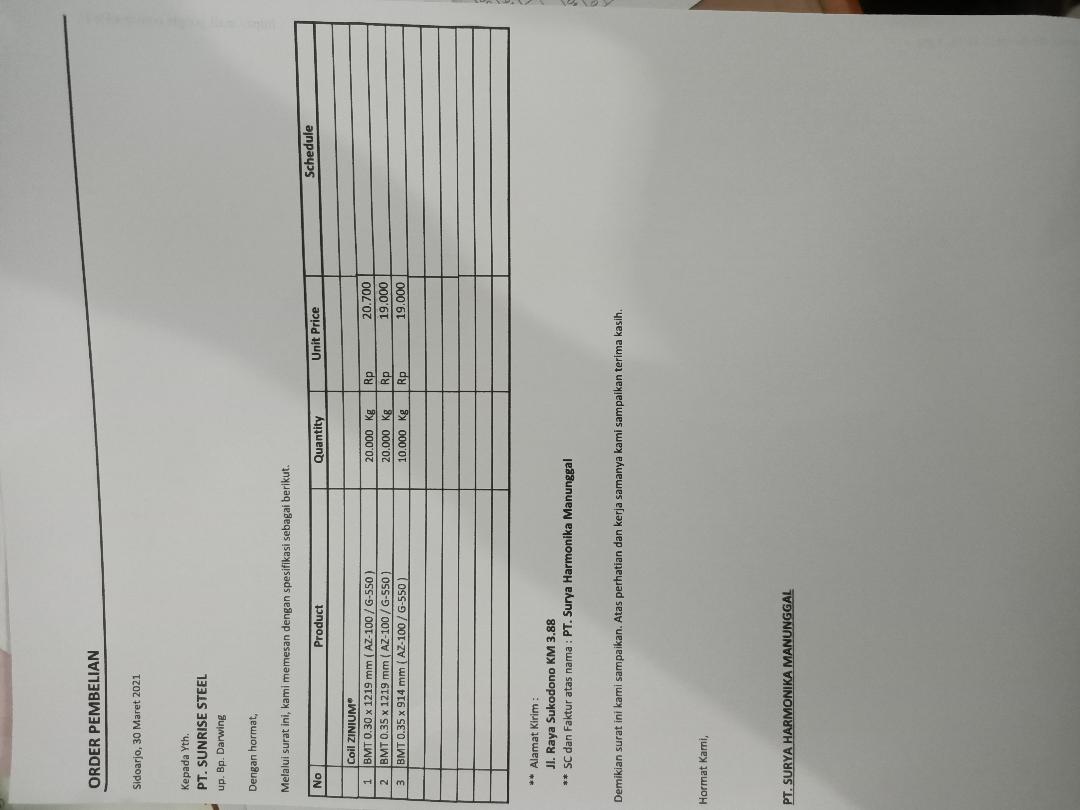 ORDER PEMBELIAN
Sidoarjo, 30 Maret 2021
Kepada Yth.
PT. SUNRISE STEEL
up. Bp. Darwing
Dengan hormat,
Melalui surat ini, kami memesan dengan spesifikasi sebagai berikut.
No Product Quantity Unit Price Schedule
Coil ZINIUM®
1 BMT 0.30 x 1219 mm ( AZ-100 / G-550 ) 20.000 Kg Rp 20.700
2 BMT 0.35 x 1219 mm ( AZ-100 / G-550 ) 20.000 Kg Rp 19.000
3 BMT 0.35 x 914 mm ( AZ-100 / G-550 ) 10.000 Kg Rp 19.000
** Alamat Kirim :
Jl. Raya Sukodono KM 3.88
** SC dan Faktur atas nama : PT. Surya Harmonika Manunggal
Demikian surat ini kami sampaikan. Atas perhatian dan kerja samanya kami sampaikan terima kasih.
Hormat Kami,
PT. SURYA HARMONIKA MANUNGGAL